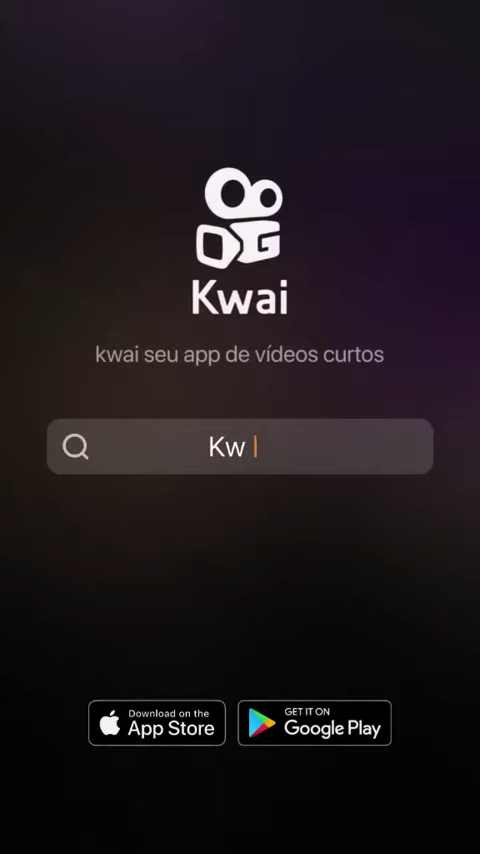 Kwai
kwai seu app de vídeos curtos
Kw
Download on the
App Store
GET IT ON
Google Play